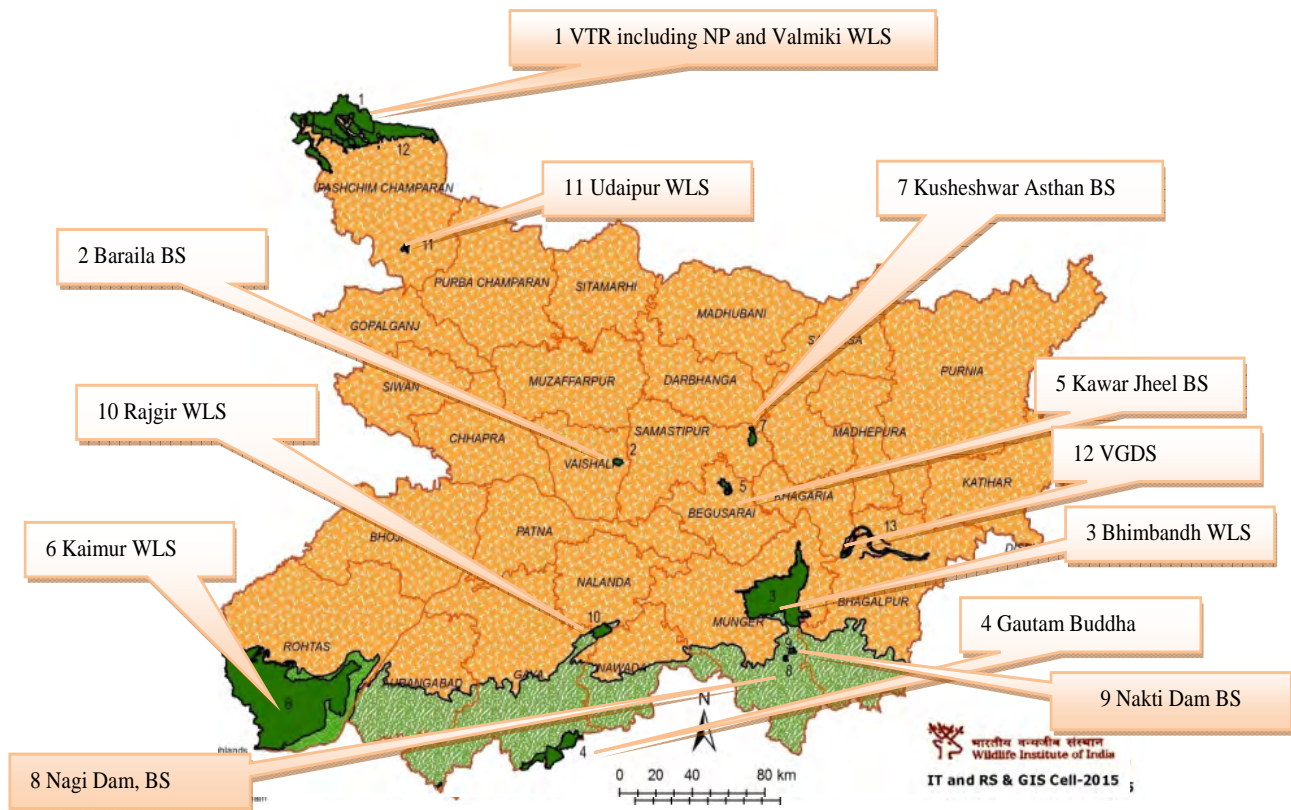 1 VTR including NP and Valmiki WLS
1
12
PASHCHIM CHAMPARAN
11 Udaipur WLS
7 Kusheshwar Asthan BS
11
2 Baraila BS
PURBA CHAMPARAN
SITAMARHI
MADHUBANI
GOPALGANJ
PURNIA
SIWAN
MUZAFFARPUR
DARBHANGA
5 Kawar Jheel BS
10 Rajgir WLS
7
CHHAPRA
SAMASTIPUR
MADHEPURA
VAISHALI
2
12 VGDS
5
KATIHAR
BEGUSARAI
KHAGARIA
PATNA
13
3 Bhimbandh WLS
6 Kaimur WLS
NALANDA
3
BHAGALPUR
10
MUNGER
4 Gautam Buddha
ROHTAS
NAWADA
9
GAYA
8
AURANGABAD
N
9 Nakti Dam BS
4
भारतीय वन्यजीव संस्थान
Wildlife Institute of India
8 Nagi Dam, BS
IT and RS & GIS Cell-2015
0 20 40 80 km